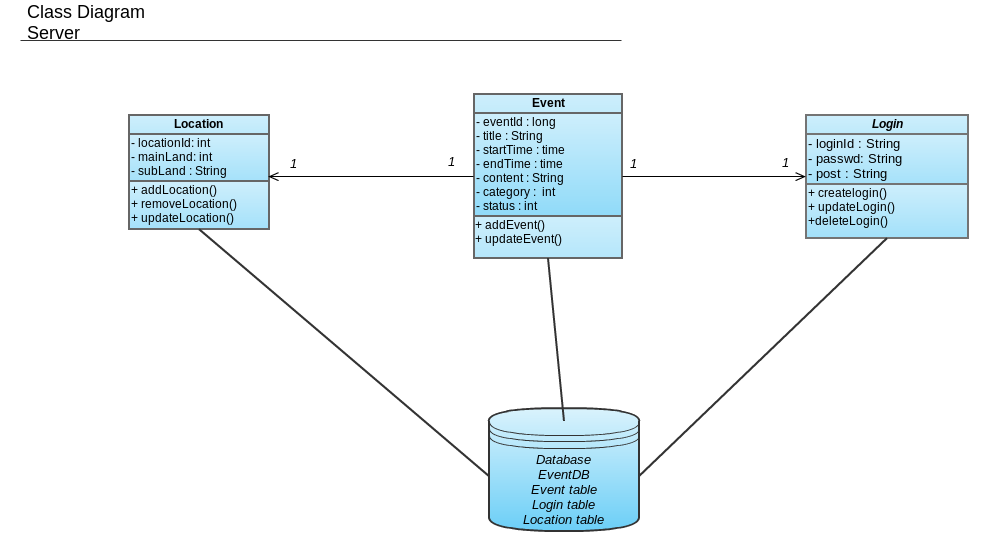 Class Diagram
Server
Location
- locationId: int
- mainLand: int
- subLand : String
+ addLocation()
+ removeLocation()
+ updateLocation()
1
1
Event
- eventId : long
- title : String
- startTime : time
- endTime : time
- content : String
- category :  int
- status : int
+ addEvent()
+ updateEvent()
1
1
Login
- loginId : String
- passwd: String
- post : String
+ createlogin()
+ updateLogin()
+deleteLogin()
Database
EventDB
Event table
Login table
Location table